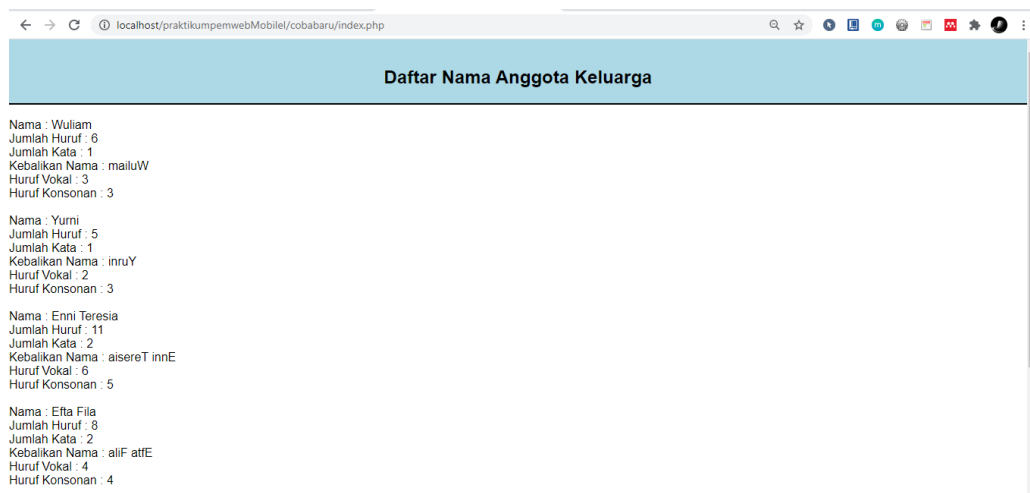 localhost/praktikumpemwebMobilel/cobabaru/index.php
Daftar Nama Anggota Keluarga
Nama : Wuliam
Jumlah Huruf : 6
Jumlah Kata : 1
Kebalikan Nama : mailuW
Huruf Vokal : 3
Huruf Konsonan : 3
Nama : Yurni
Jumlah Huruf : 5
Jumlah Kata : 1
Kebalikan Nama : inruY
Huruf Vokal : 2
Huruf Konsonan : 3
Nama : Enni Teresia
Jumlah Huruf : 11
Jumlah Kata : 2
Kebalikan Nama : aisereT innE
Huruf Vokal : 6
Huruf Konsonan : 5
Nama : Efta Fila
Jumlah Huruf : 8
Jumlah Kata : 2
Kebalikan Nama : aliF atfE
Huruf Vokal : 4
Huruf Konsonan : 4